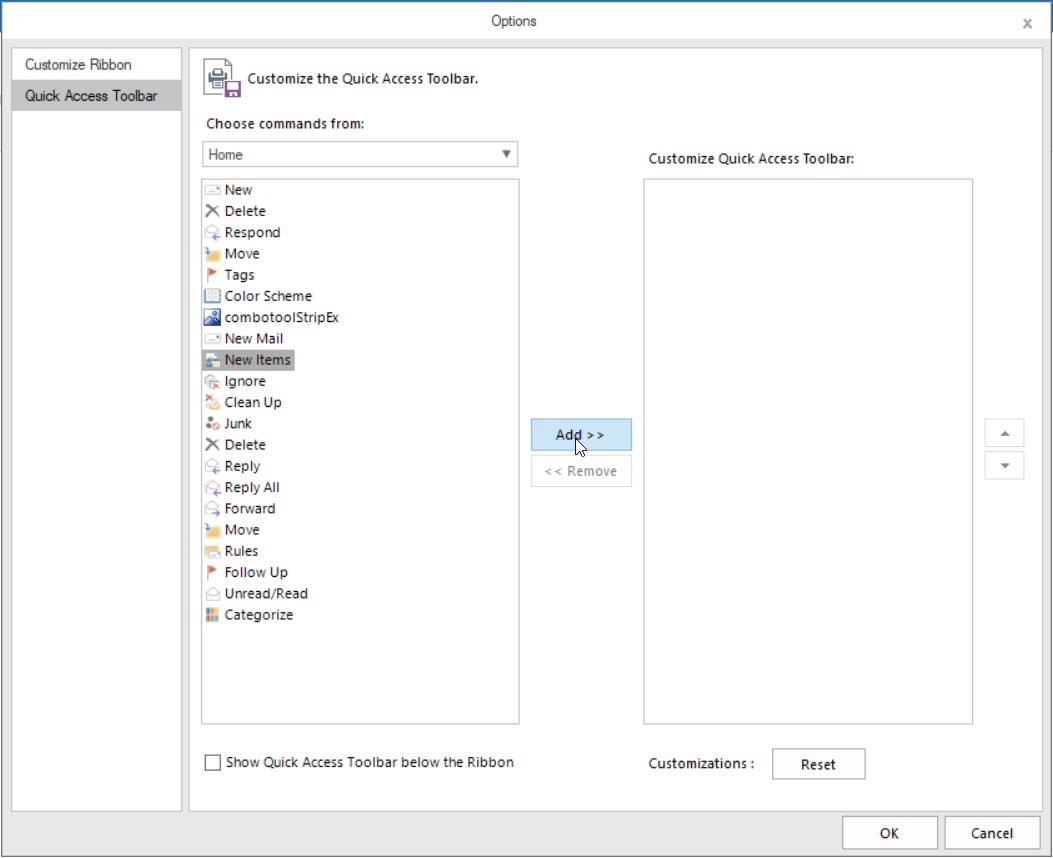 Options
x
Customize Ribbon
Quick Access Toolbar
Customize the Quick Access Toolbar.
Choose commands from:
Home
Customize Quick Access Toolbar:
New
Delete
Respond
Move
Tags
Color Scheme
combotoolStripEx
New Mail
New Items
Ignore
Clean Up
Junk
Delete
Reply
Reply All
Forward
Move
Rules
Follow Up
Unread/Read
Categorize
Add >>
<< Remove
Show Quick Access Toolbar below the Ribbon
Customizations :
Reset
OK
Cancel